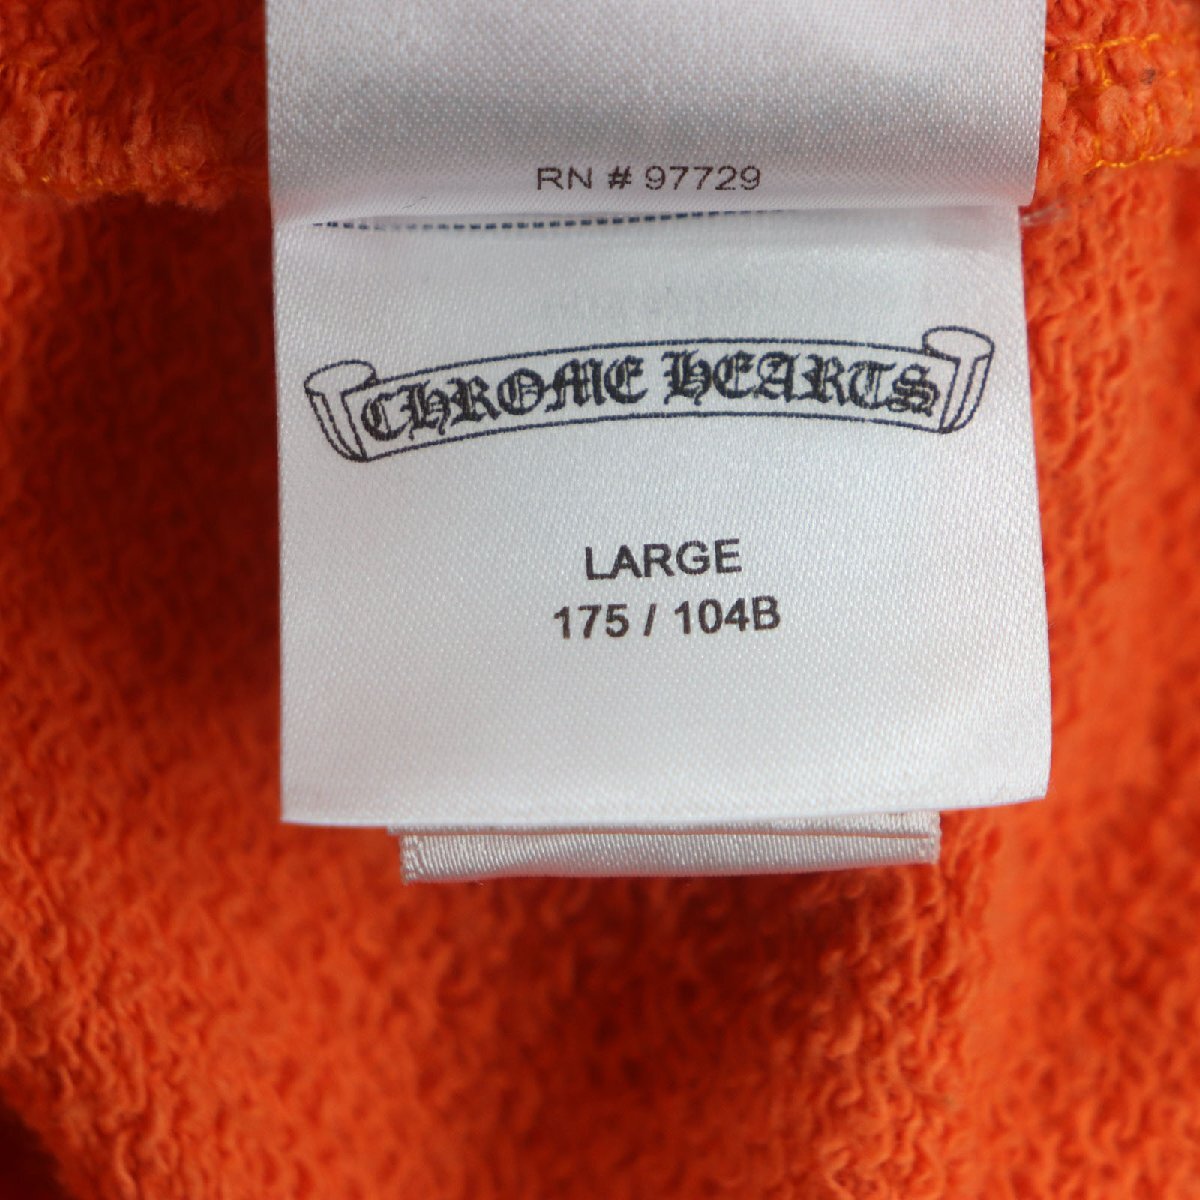 RN # 97729
CHROME HEARTS
LARGE
175 / 104B